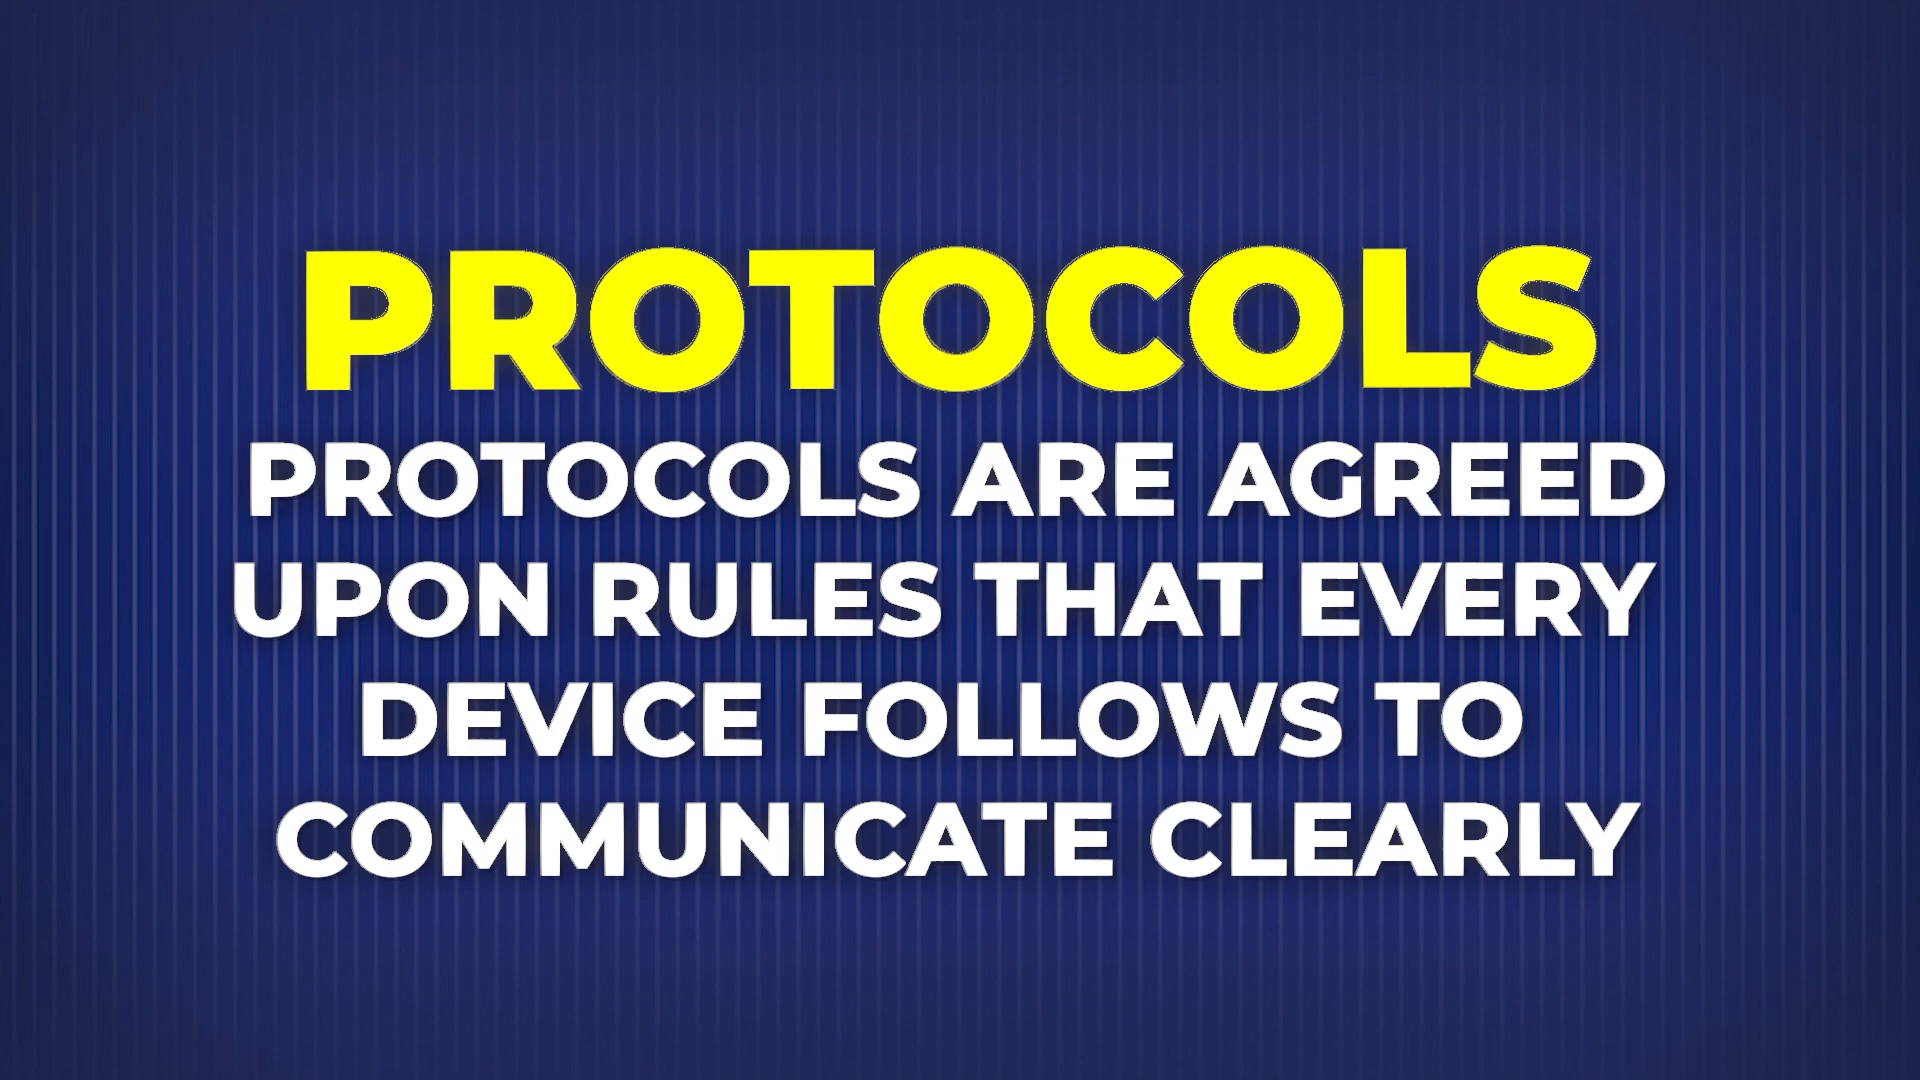 PROTOCOLS
PROTOCOLS ARE AGREED
UPON RULES THAT EVERY
DEVICE FOLLOWS TO
COMMUNICATE CLEARLY